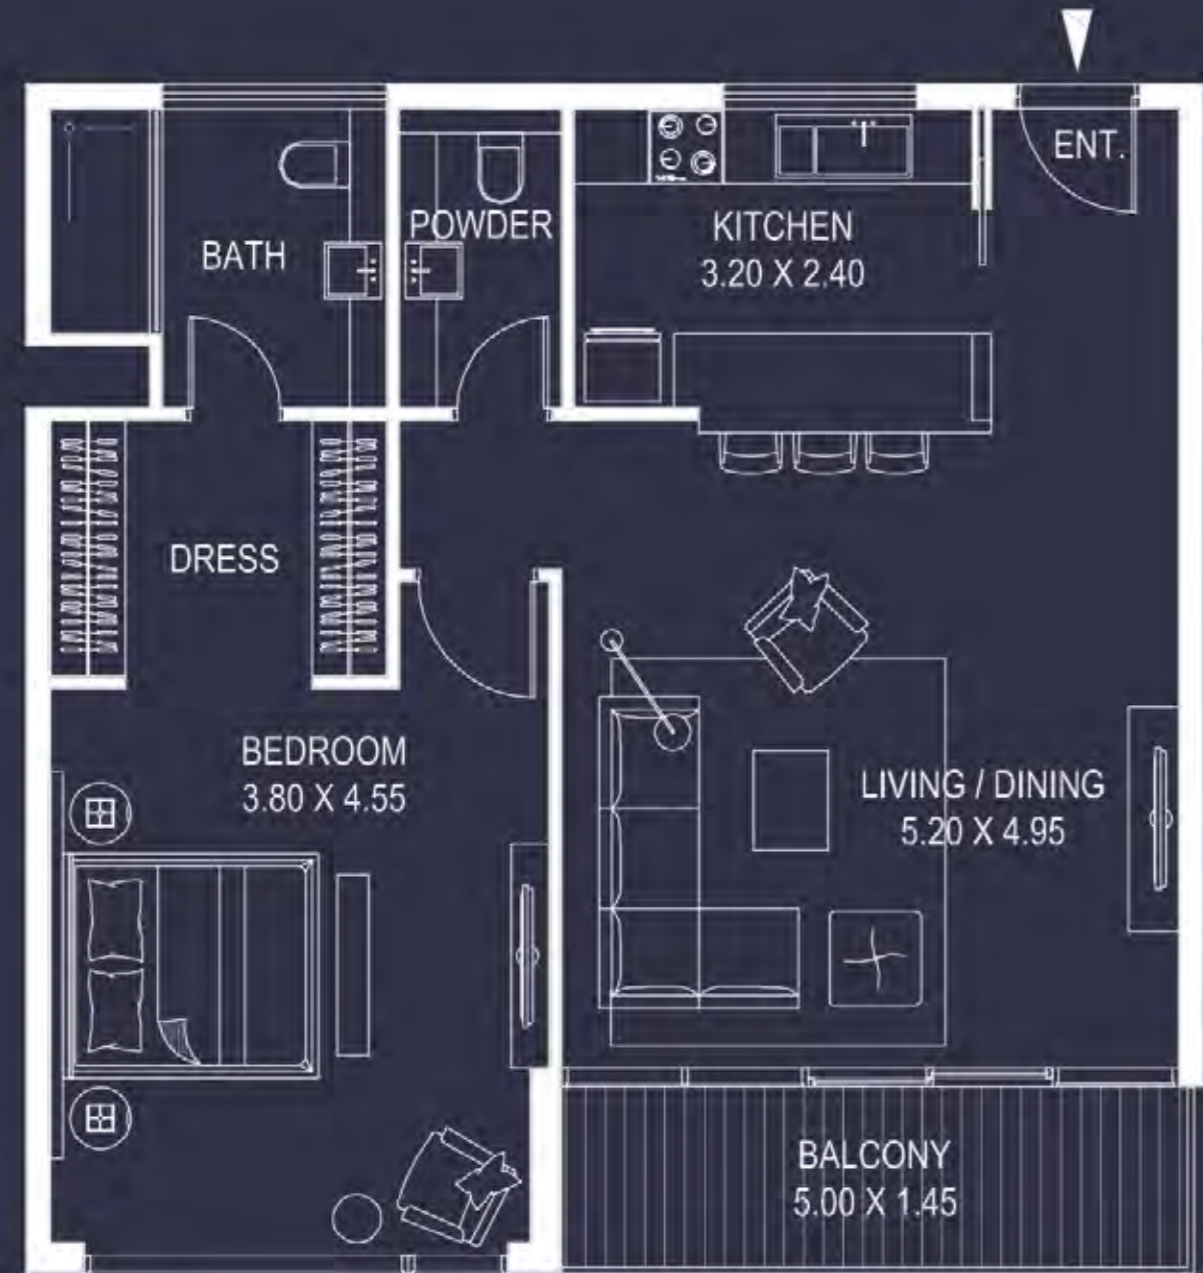 ENT.
POWDER
BATH
KITCHEN
3.20 X 2.40
DRESS
BEDROOM
3.80 X 4.55
LIVING / DINING
5.20 X 4.95
BALCONY
5.00 X 1.45